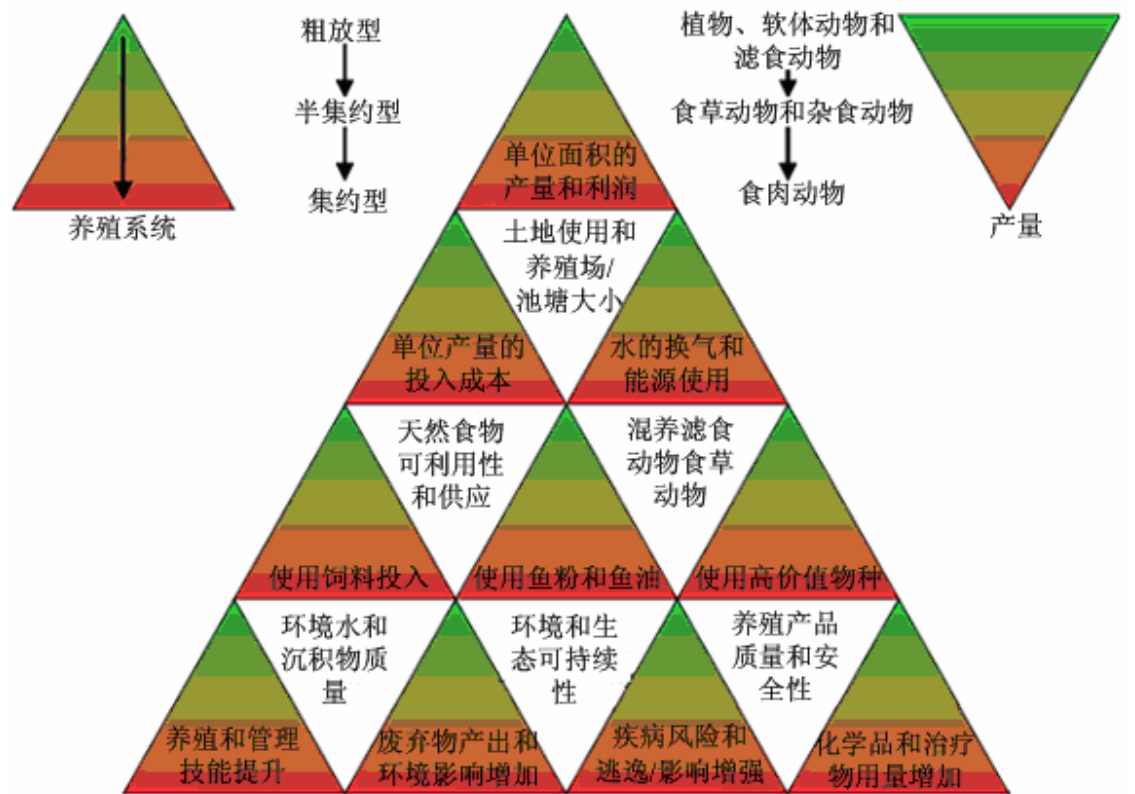 粗放型
半集约型
集约型
养殖系统
植物、软体动物和
滤食动物
食草动物和杂食动物
食肉动物
产量
单位面积的
产量和利润
土地使用和
养殖场/
池塘大小
单位产量的
投入成本
水的换气和
能源使用
天然食物
可利用性
和供应
混养滤食
动物食草
动物
使用饲料投入
使用鱼粉和鱼油
使用高价值物种
环境水和
沉积物质
量
环境和生
态可持续
性
养殖产品
质量和安
全性
养殖和管理
技能提升
废弃物产出和
环境影响增加
疾病风险和
逃逸/影响增强
化学品和治疗
物用量增加